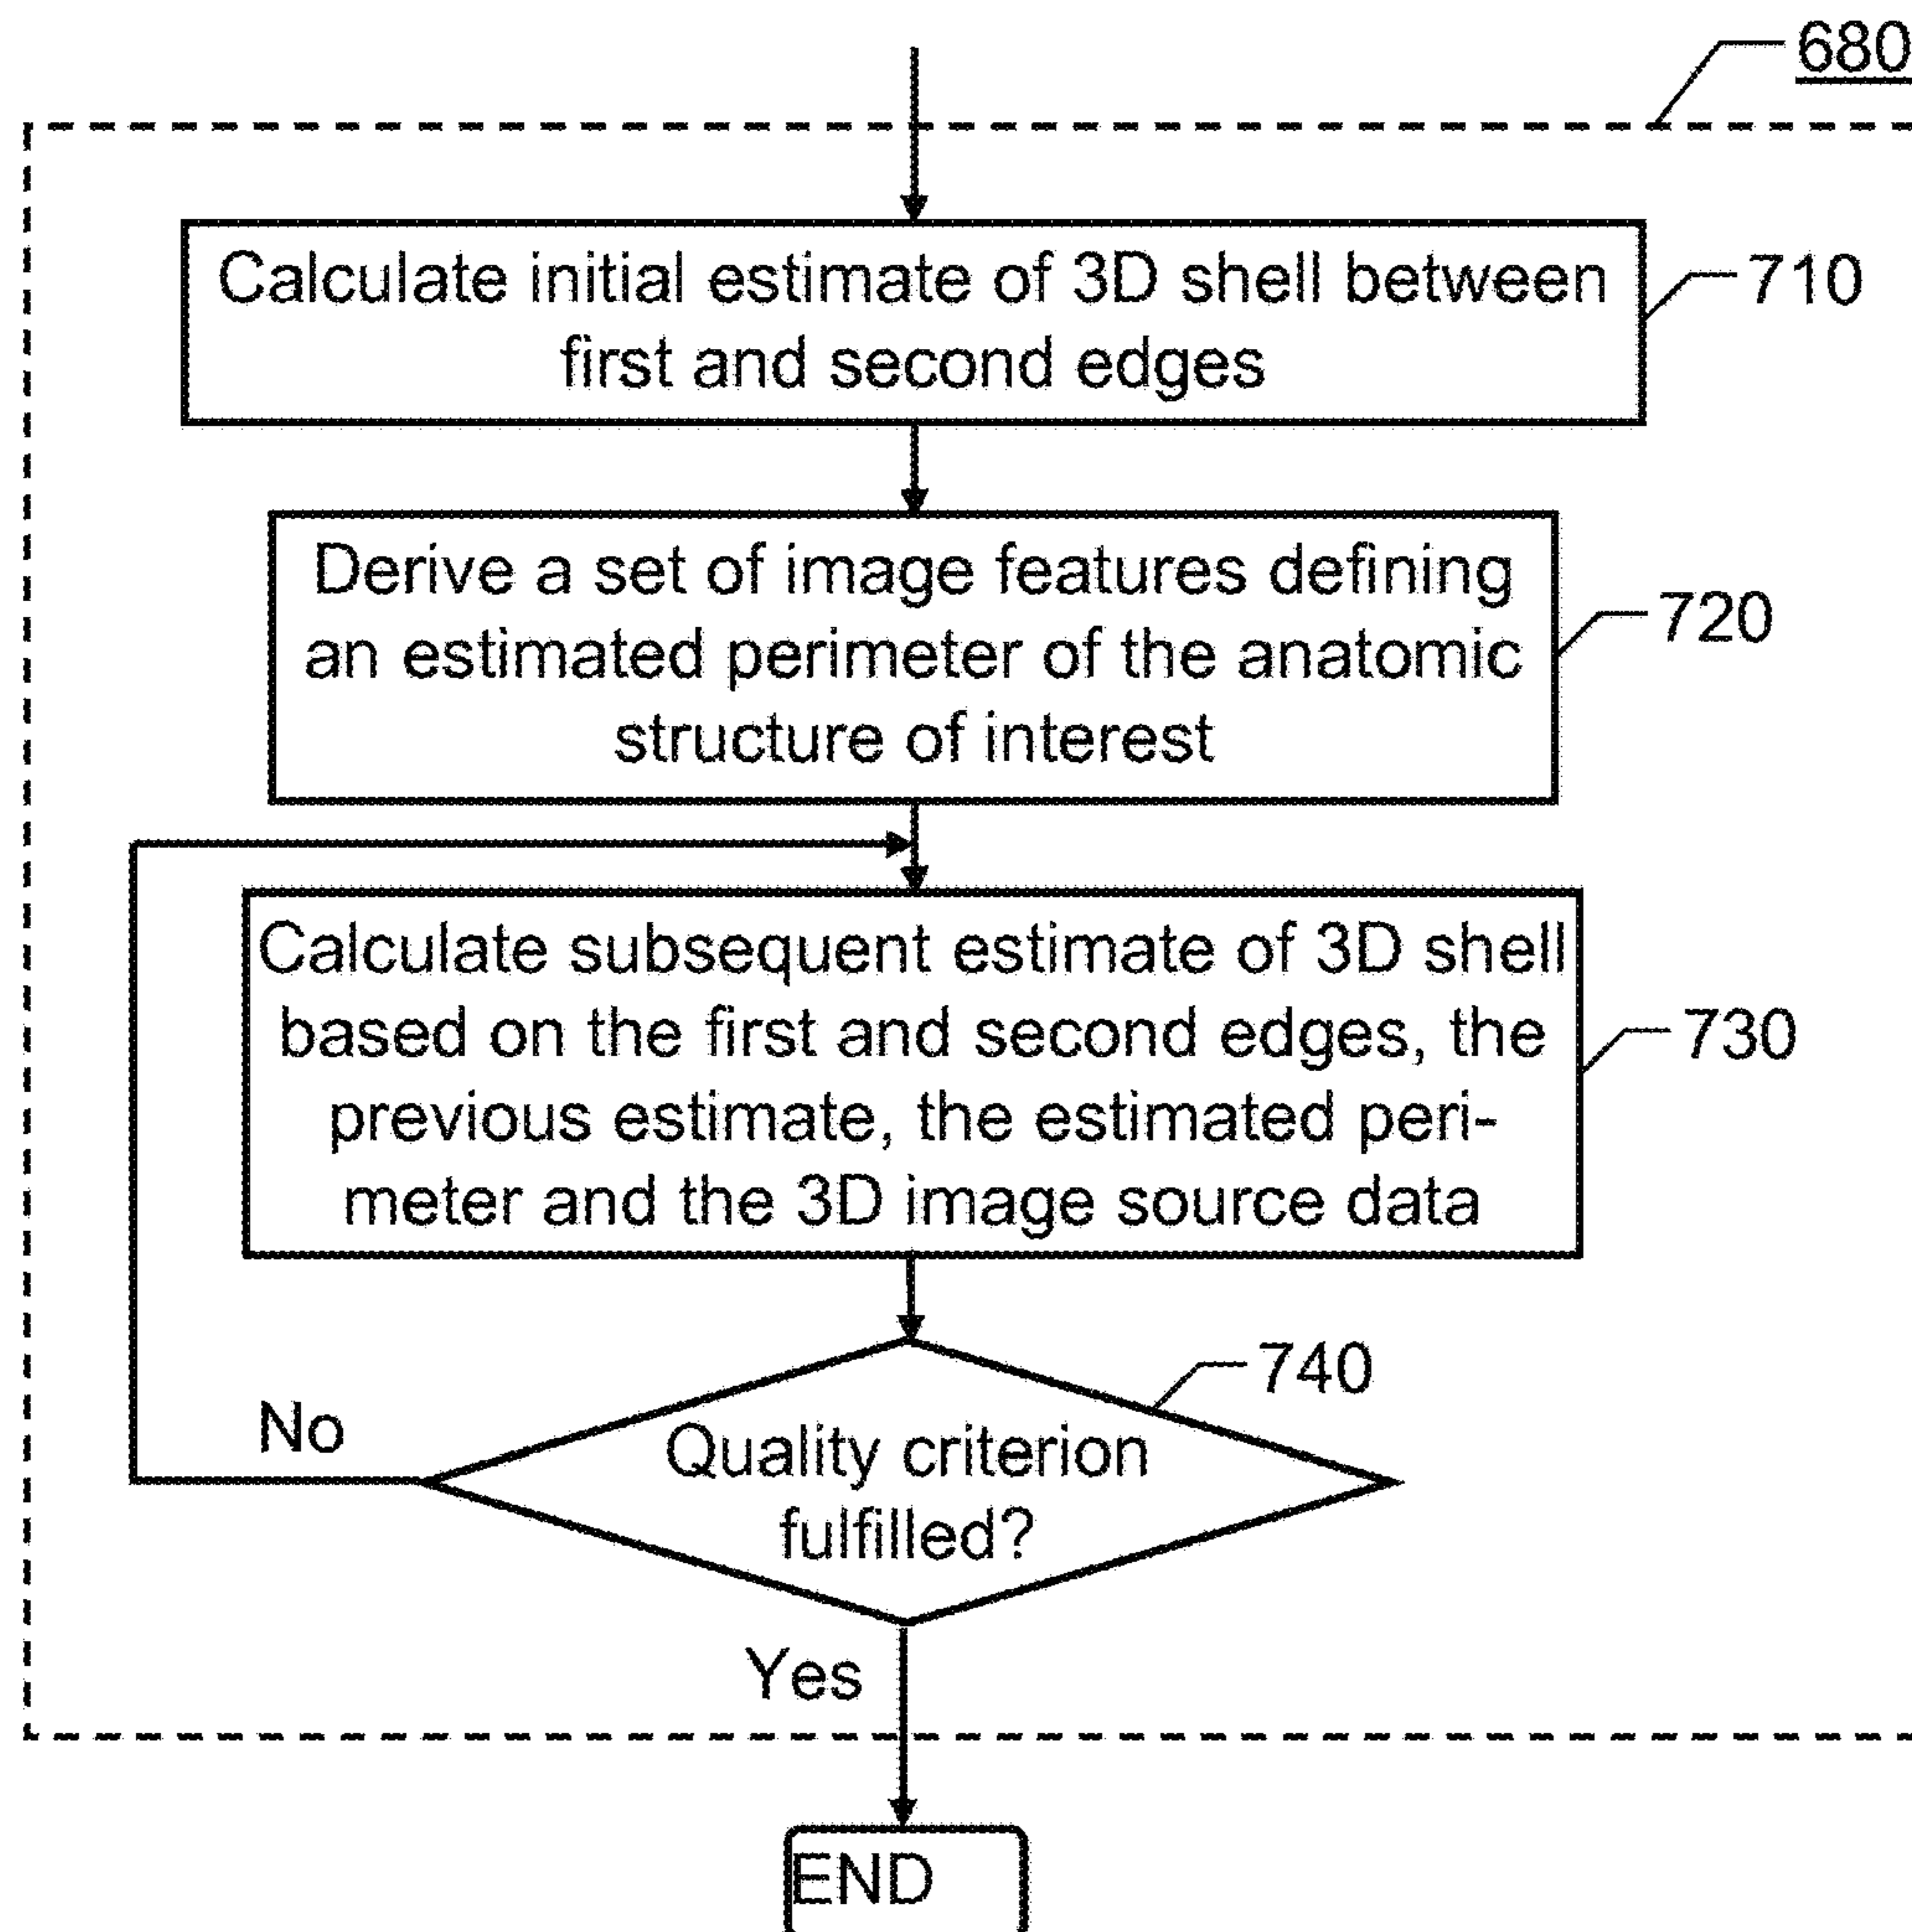 680
Calculate initial estimate of 3D shell between
first and second edges
710
Derive a set of image features defining
an estimated perimeter of the anatomic
structure of interest
720
Calculate subsequent estimate of 3D shell
based on the first and second edges, the
previous estimate, the estimated peri-
meter and the 3D image source data
730
740
Quality criterion
fulfilled?
No
Yes
END